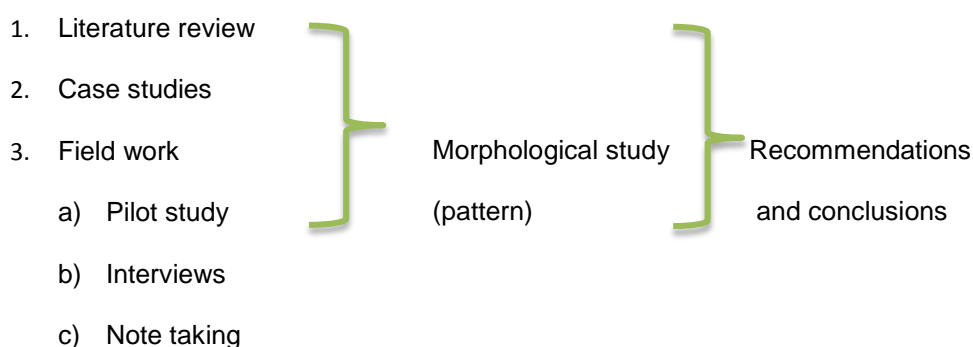 1. Literature review
2. Case studies
3. Field work
Morphological study
Recommendations
a) Pilot study
(pattern)
and conclusions
b) Interviews
c) Note taking